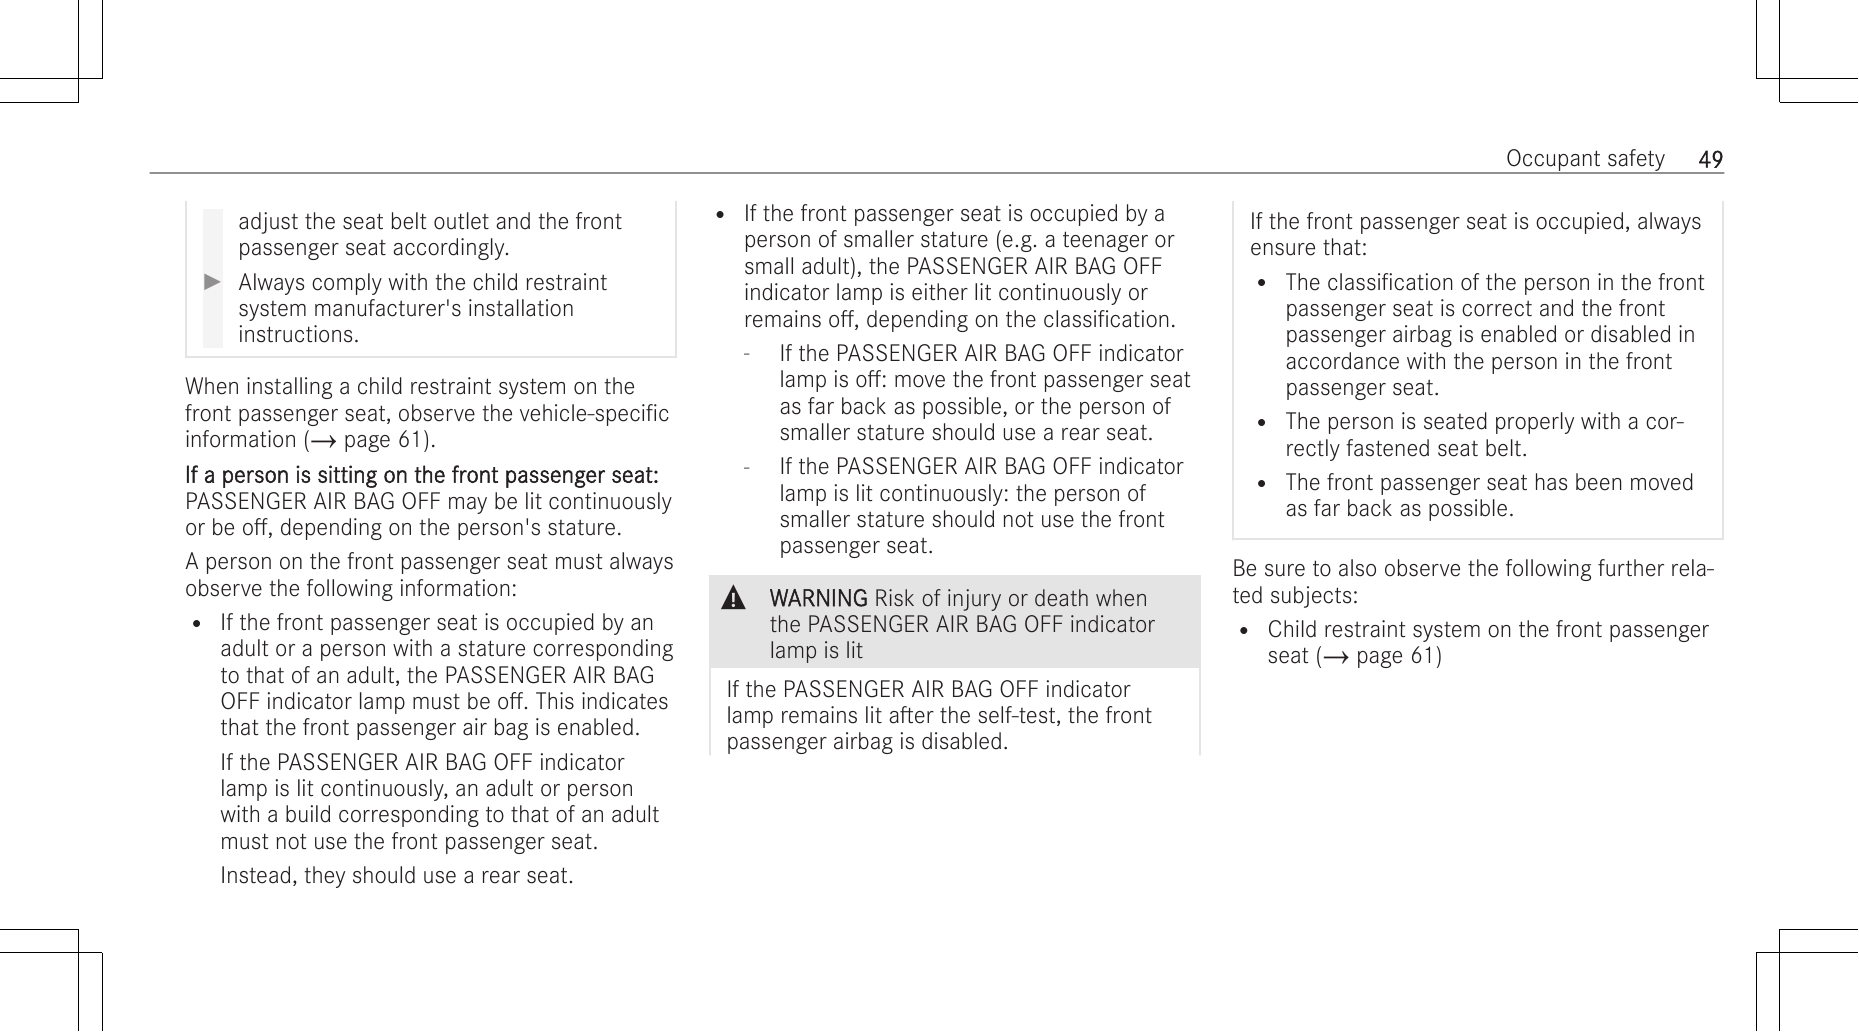 Occupant safety 49
adjust the seat belt outlet and the front
passenger seat accordingly.
▶ Always comply with the child restraint
system manufacturer's installation
instructions.
When installing a child restraint system on the
front passenger seat, observe the vehicle-specific
information (→ page 61).
If a person is sitting on the front passenger seat:
PASSENGER AIR BAG OFF may be lit continuously
or be off, depending on the person's stature.
A person on the front passenger seat must always
observe the following information:
• If the front passenger seat is occupied by an
adult or a person with a stature corresponding
to that of an adult, the PASSENGER AIR BAG
OFF indicator lamp must be off. This indicates
that the front passenger air bag is enabled.
If the PASSENGER AIR BAG OFF indicator
lamp is lit continuously, an adult or person
with a build corresponding to that of an adult
must not use the front passenger seat.
Instead, they should use a rear seat.
• If the front passenger seat is occupied by a
person of smaller stature (e.g. a teenager or
small adult), the PASSENGER AIR BAG OFF
indicator lamp is either lit continuously or
remains off, depending on the classification.
- If the PASSENGER AIR BAG OFF indicator
lamp is off: move the front passenger seat
as far back as possible, or the person of
smaller stature should use a rear seat.
- If the PASSENGER AIR BAG OFF indicator
lamp is lit continuously: the person of
smaller stature should not use the front
passenger seat.
WARNING Risk of injury or death when
the PASSENGER AIR BAG OFF indicator
lamp is lit
If the PASSENGER AIR BAG OFF indicator
lamp remains lit after the self-test, the front
passenger airbag is disabled.
If the front passenger seat is occupied, always
ensure that:
• The classification of the person in the front
passenger seat is correct and the front
passenger airbag is enabled or disabled in
accordance with the person in the front
passenger seat.
• The person is seated properly with a cor-
rectly fastened seat belt.
• The front passenger seat has been moved
as far back as possible.
Be sure to also observe the following further rela-
ted subjects:
• Child restraint system on the front passenger
seat (→ page 61)